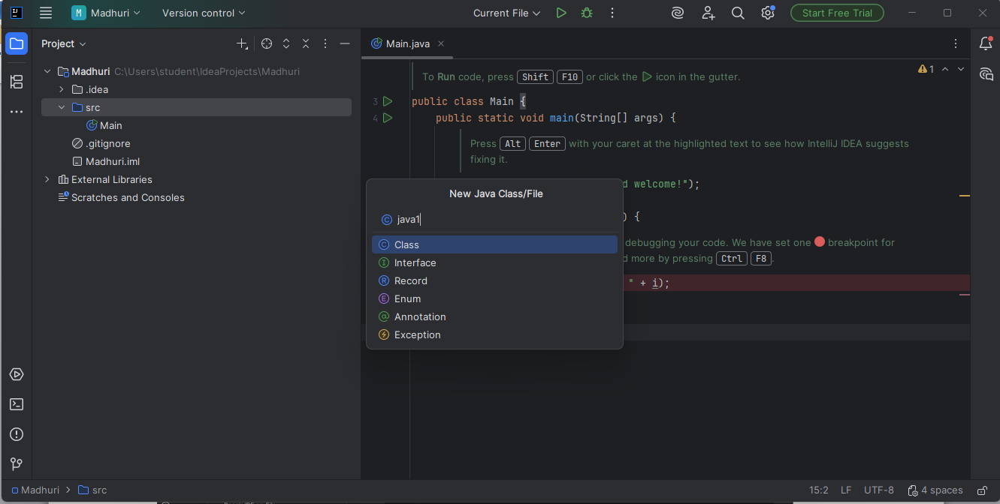 M Madhuri Version control Current File Start Free Trial
Project
Main.java
Madhuri C:\Users\student\IdeaProjects\Madhuri
.idea
src
Main
.gitignore
Madhuri.iml
External Libraries
Scratches and Consoles
To Run code, press Shift F10 or click the icon in the gutter.
1
3 public class Main {
4 public static void main(String[] args) {
Press Alt Enter with your caret at the highlighted text to see how IntelliJ IDEA suggests
fixing it.
d welcome!");
) {
debugging your code. We have set one breakpoint for
d more by pressing Ctrl F8.
" + i);
New Java Class/File
java1
Class
Interface
Record
Enum
Annotation
Exception
Madhuri > src 15:2 LF UTF-8 4 spaces